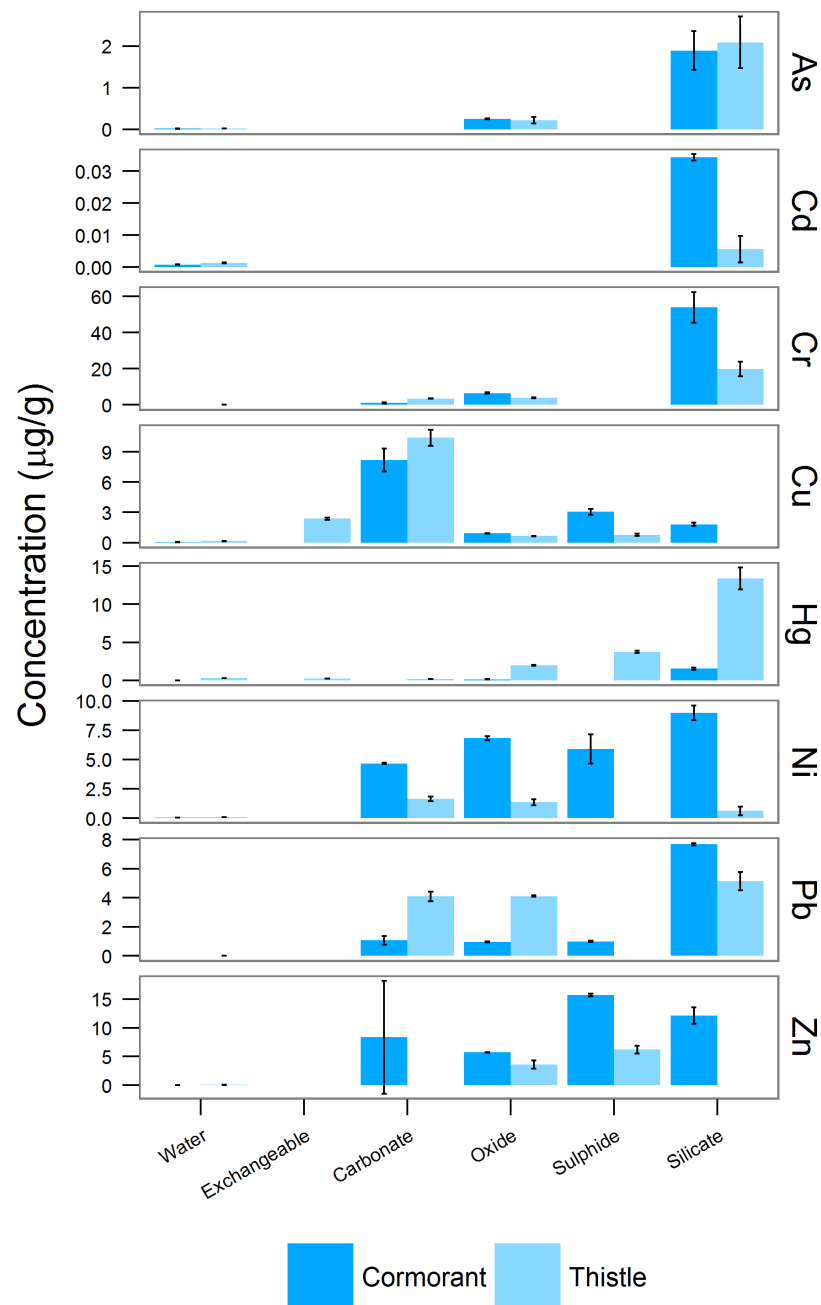 Concentration (µg/g)
2
1
0
As
0.03
0.02
0.01
0.00
Cd
60
40
20
0
Cr
9
6
3
0
Cu
15
10
5
0
Hg
10.0
7.5
5.0
2.5
0.0
Ni
8
6
4
2
0
Pb
15
10
5
0
Zn
Water
Exchangeable
Carbonate
Oxide
Sulphide
Silicate
Cormorant
Thistle